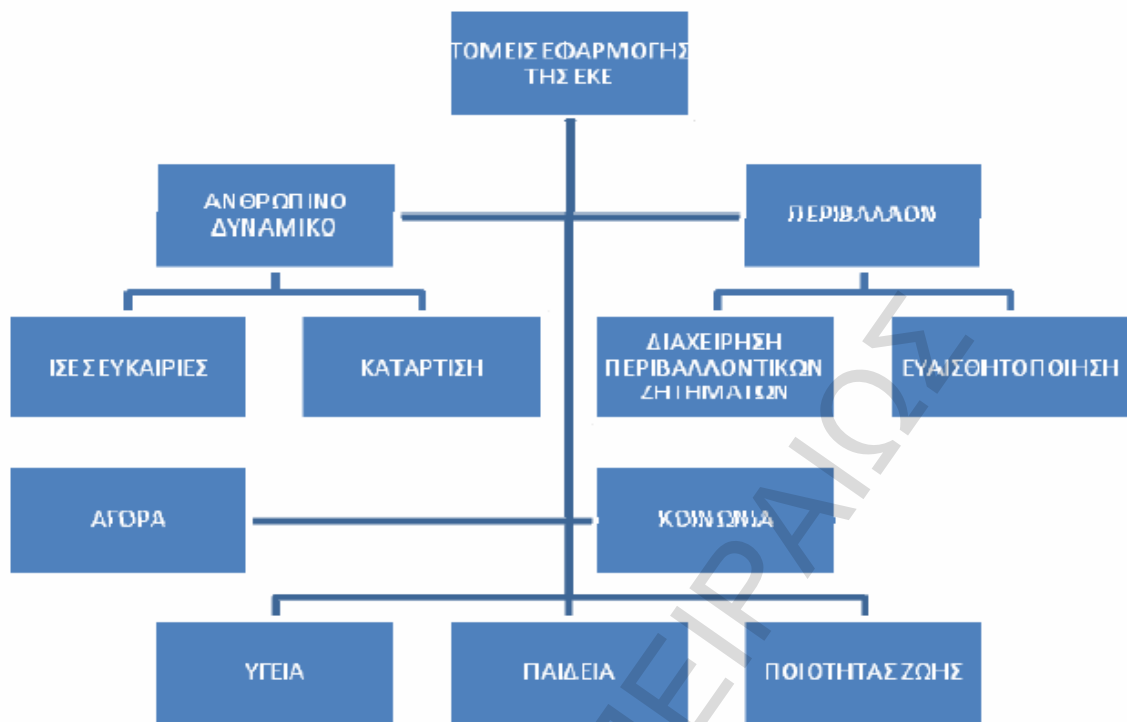 ΤΟΜΕΙΣ ΕΦΑΡΜΟΓΗΣ
ΤΗΣ ΕΚΕ
ΑΝΘΡΩΠΙΝΟ
ΔΥΝΑΜΙΚΟ
ΠΕΡΙΒΑΛΛΟΝ
ΙΣΕΣ ΕΥΚΑΙΡΙΕΣ
ΚΑΤΑΡΤΙΣΗ
ΔΙΑΧΕΙΡΗΣΗ
ΠΕΡΙΒΑΛΛΟΝΤΙΚΩΝ
ΖΗΤΗΜΑΤΩΝ
ΕΥΑΙΣΘΗΤΟΠΟΙΗΣΗ
ΑΓΟΡΑ
ΚΟΙΝΩΝΙΑ
ΥΓΕΙΑ
ΠΑΙΔΕΙΑ
ΠΟΙΟΤΗΤΑΣ ΖΩΗΣ
ΠΕΙΡΑΙΩΣ